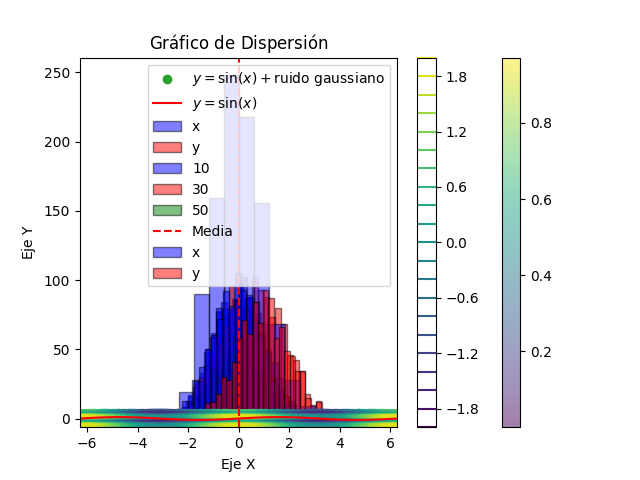 Gráfico de Dispersión
250
200
150
100
50
0
Eje Y
−6
−4
−2
0
2
4
6
Eje X
y = sin(x) + ruido gaussiano
y = sin(x)
x
y
10
30
50
Media
x
y
1.8
1.2
0.6
0.0
−0.6
−1.2
−1.8
0.8
0.6
0.4
0.2